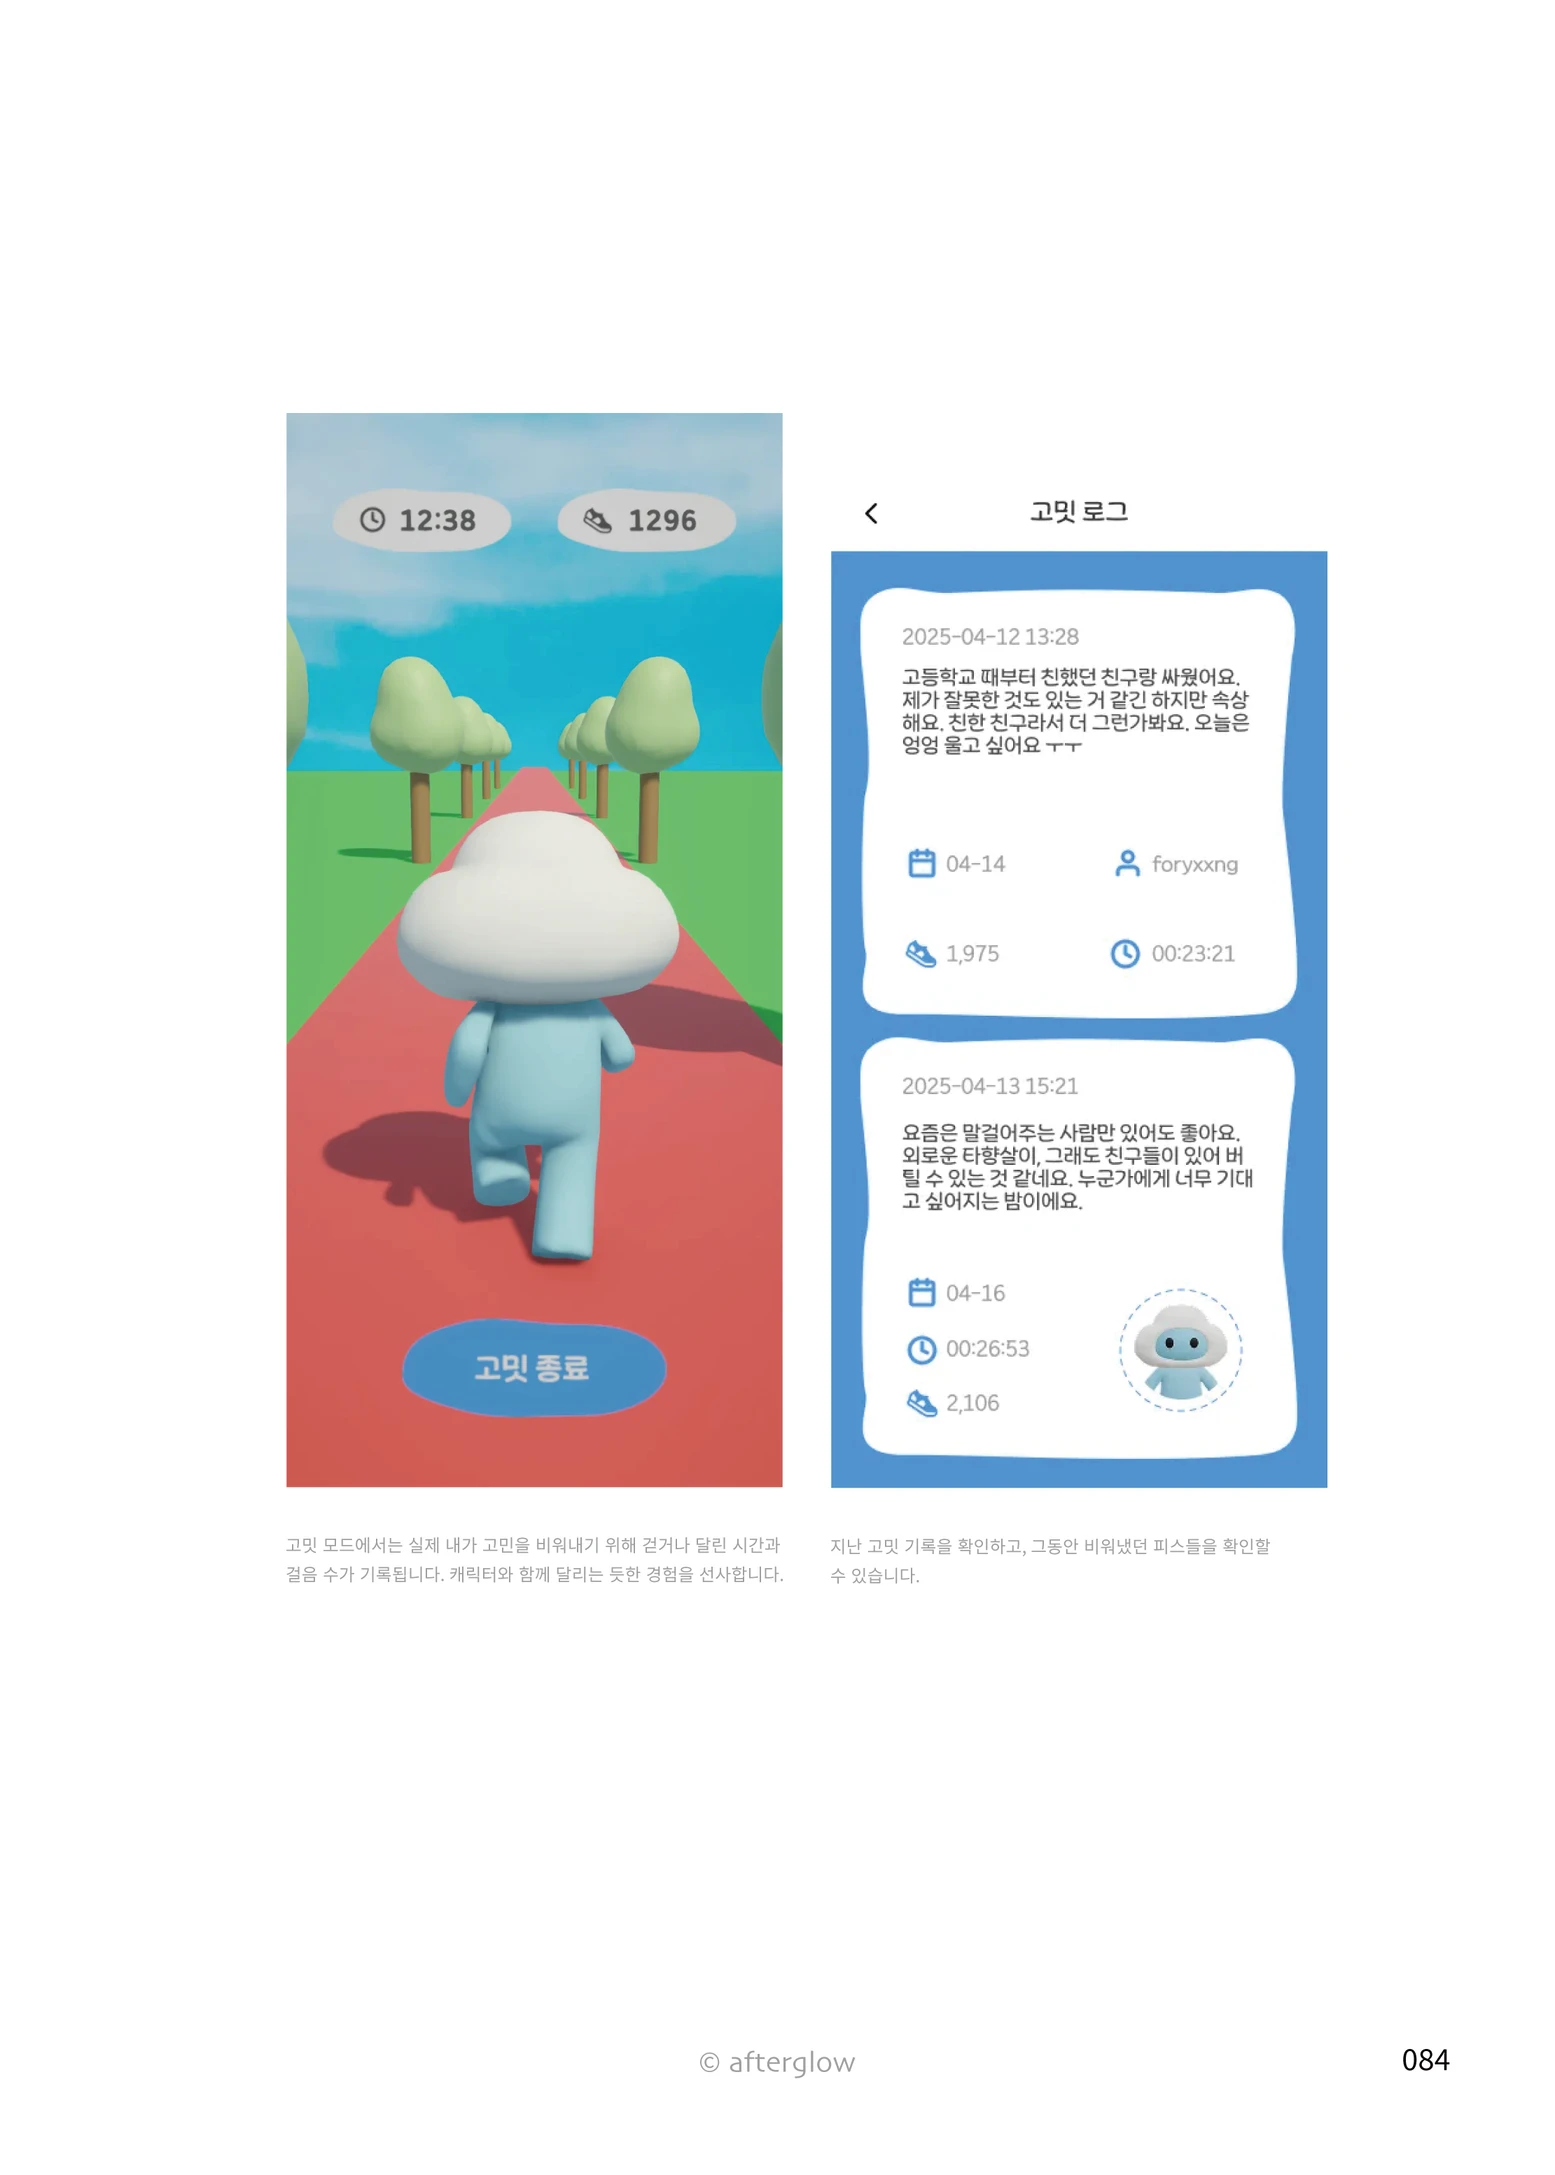 12:38
1296
고밋 종료
고밋 모드에서는 실제 내가 고민을 비워내기 위해 걷거나 달린 시간과
걸음 수가 기록됩니다. 캐릭터와 함께 달리는 듯한 경험을 선사합니다.
고밋 로그
2025-04-12 13:28
고등학교 때부터 친했던 친구랑 싸웠어요.
제가 잘못한 것도 있는 거 같긴 하지만 속상
해요. 친한 친구라서 더 그런가봐요. 오늘은
엉엉 울고 싶어요 ㅜㅜ
04-14
foryxxng
1,975
00:23:21
2025-04-13 15:21
요즘은 말걸어주는 사람만 있어도 좋아요.
외로운 타향살이, 그래도 친구들이 있어 버
틸 수 있는 것 같네요. 누군가에게 너무 기대
고 싶어지는 밤이에요.
04-16
00:26:53
2,106
지난 고밋 기록을 확인하고, 그동안 비워냈던 피스들을 확인할
수 있습니다.
© afterglow
084